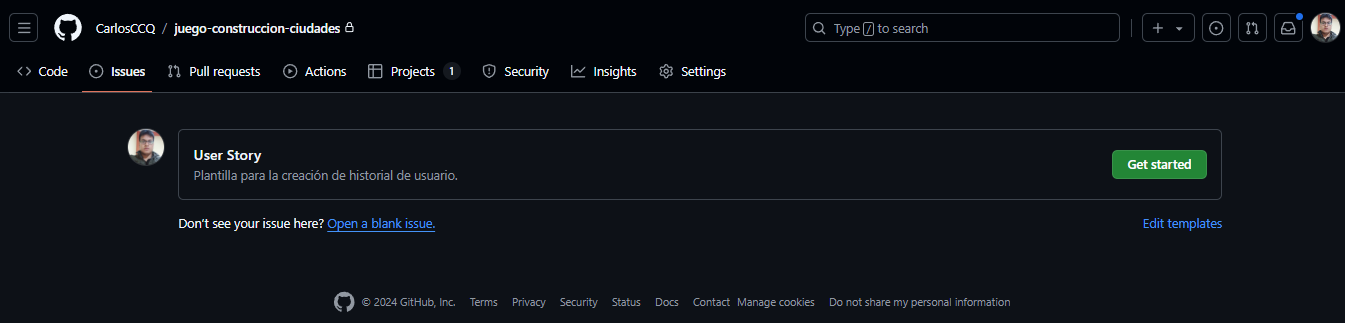 CarlosCCQ / juego-construccion-ciudades
Type / to search
Code Issues Pull requests Actions Projects 1 Security Insights Settings
User Story
Plantilla para la creación de historial de usuario.
Get started
Don't see your issue here? Open a blank issue.
Edit templates
© 2024 GitHub, Inc. Terms Privacy Security Status Docs Contact Manage cookies Do not share my personal information